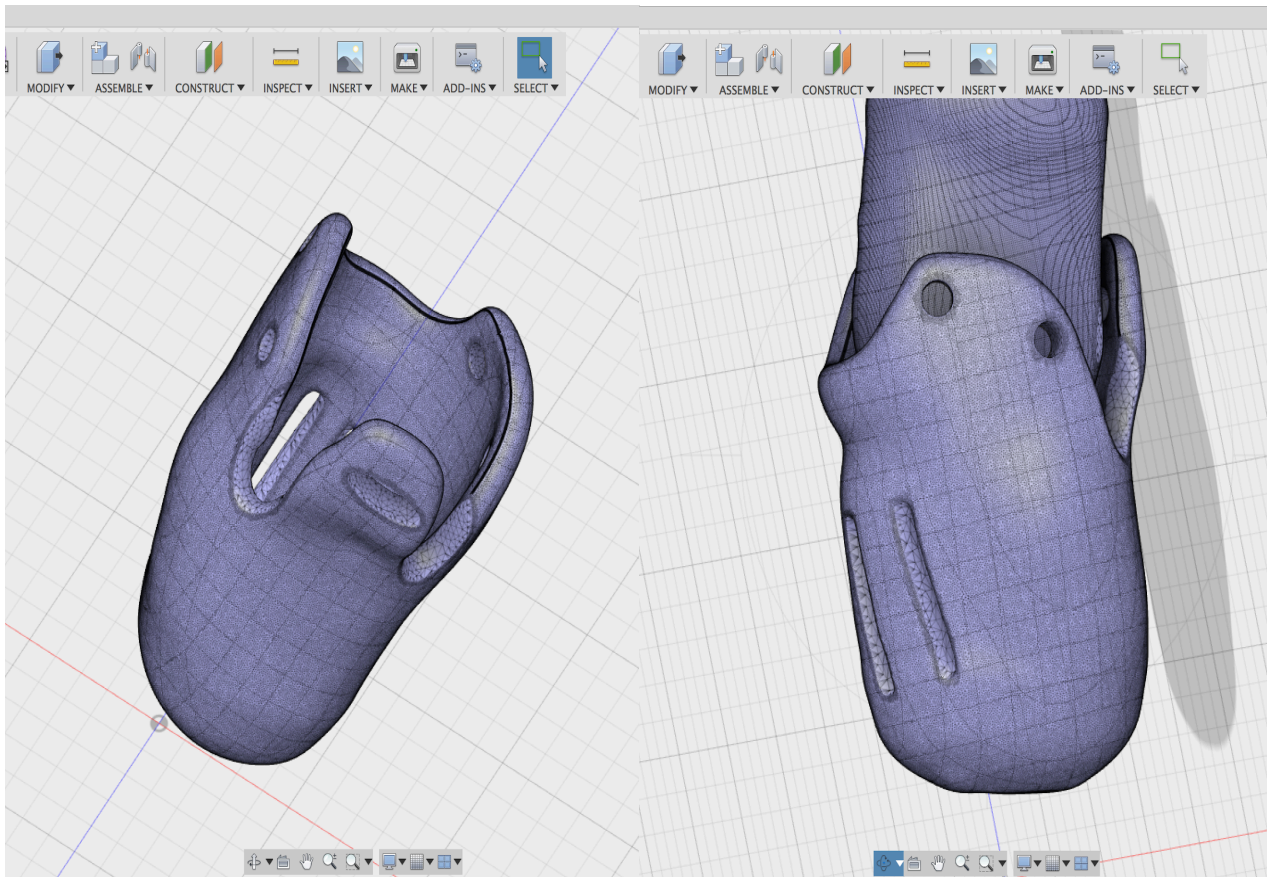 MODIFY ▼ ASSEMBLE ▼ CONSTRUCT ▼ INSPECT ▼ INSERT ▼ MAKE ▼ ADD-INS ▼ SELECT ▼
MODIFY ▼ ASSEMBLE ▼ CONSTRUCT ▼ INSPECT ▼ INSERT ▼ MAKE ▼ ADD-INS ▼ SELECT ▼